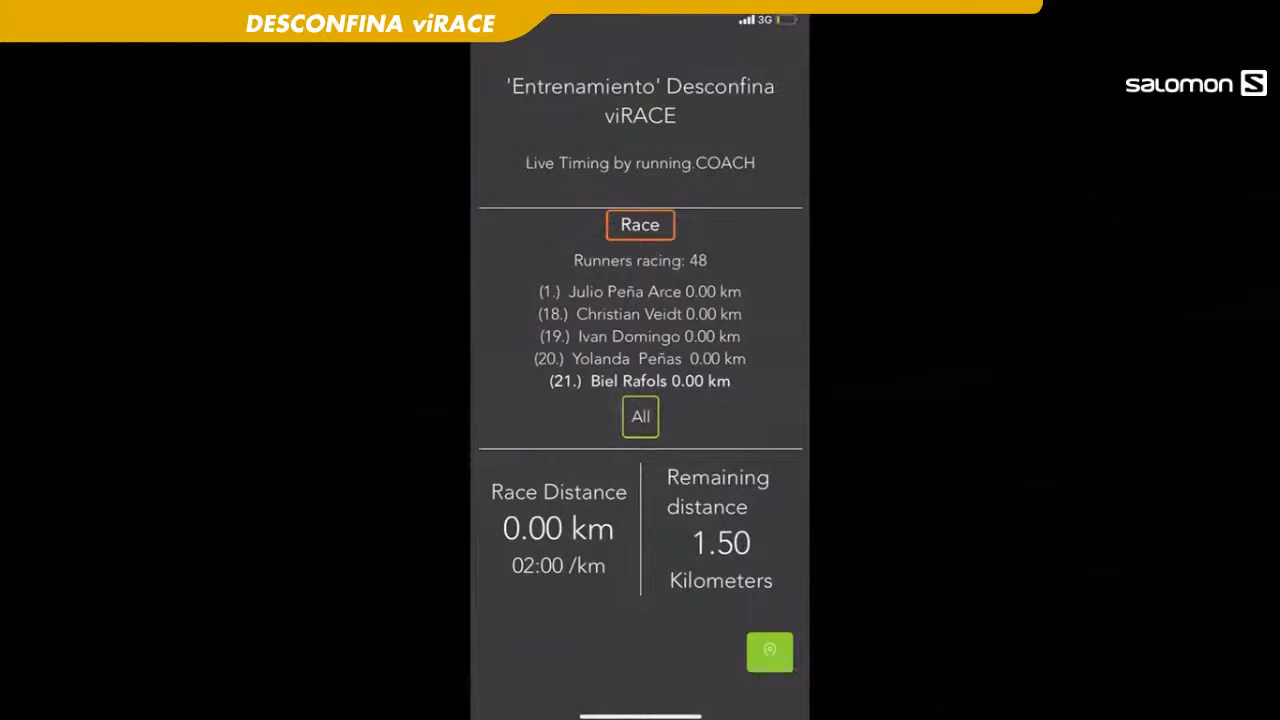 DESCONFINA viRACE
3G
salomon
'Entrenamiento' Desconfina
viRACE
Live Timing by running.COACH
Race
Runners racing: 48
(1.) Julio Peña Arce 0.00 km
(18.) Christian Veidt 0.00 km
(19.) Ivan Domingo 0.00 km
(20.) Yolanda Peñas 0.00 km
(21.) Biel Rafols 0.00 km
All
Race Distance
0.00 km
02:00 /km
Remaining
distance
1.50
Kilometers